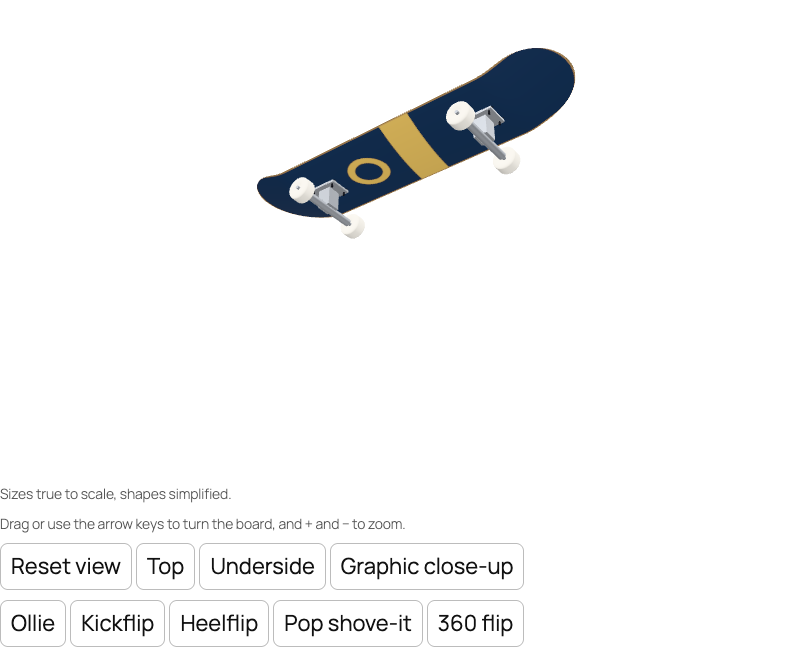 Sizes true to scale, shapes simplified.
Drag or use the arrow keys to turn the board, and + and − to zoom.
Reset view Top Underside Graphic close-up
Ollie Kickflip Heelflip Pop shove-it 360 flip